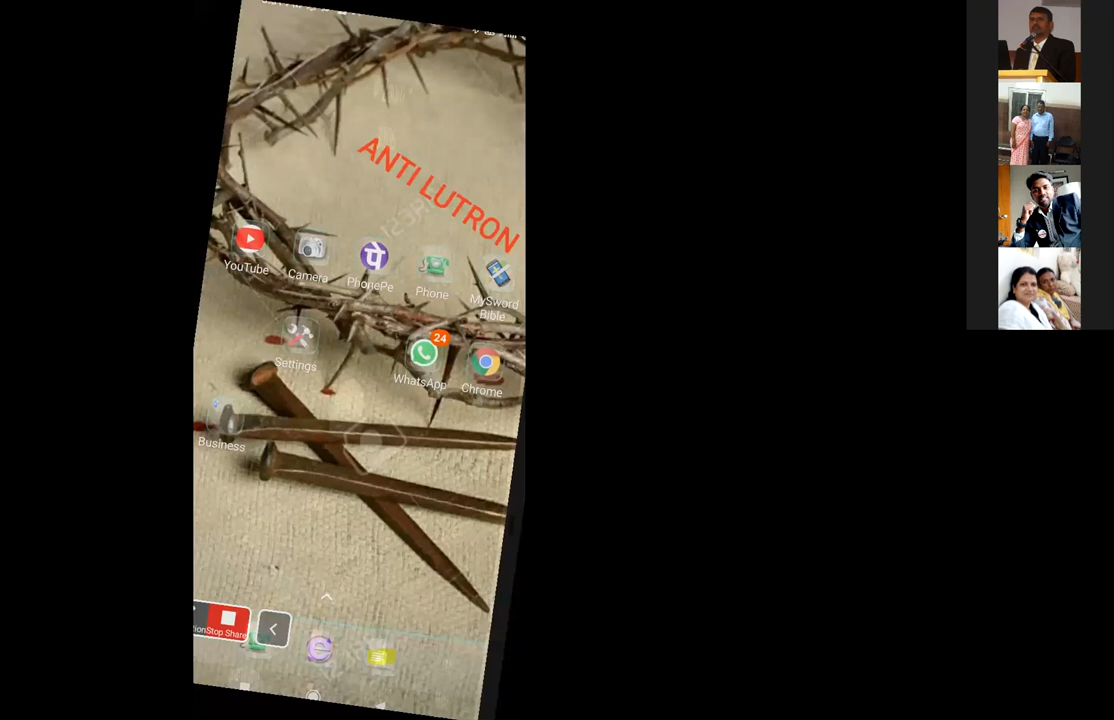 ANTI LUTRON
YouTube
Camera
PhonePe
Phone
MySword
Bible
Settings
24
WhatsApp
Chrome
Business
Stop Share